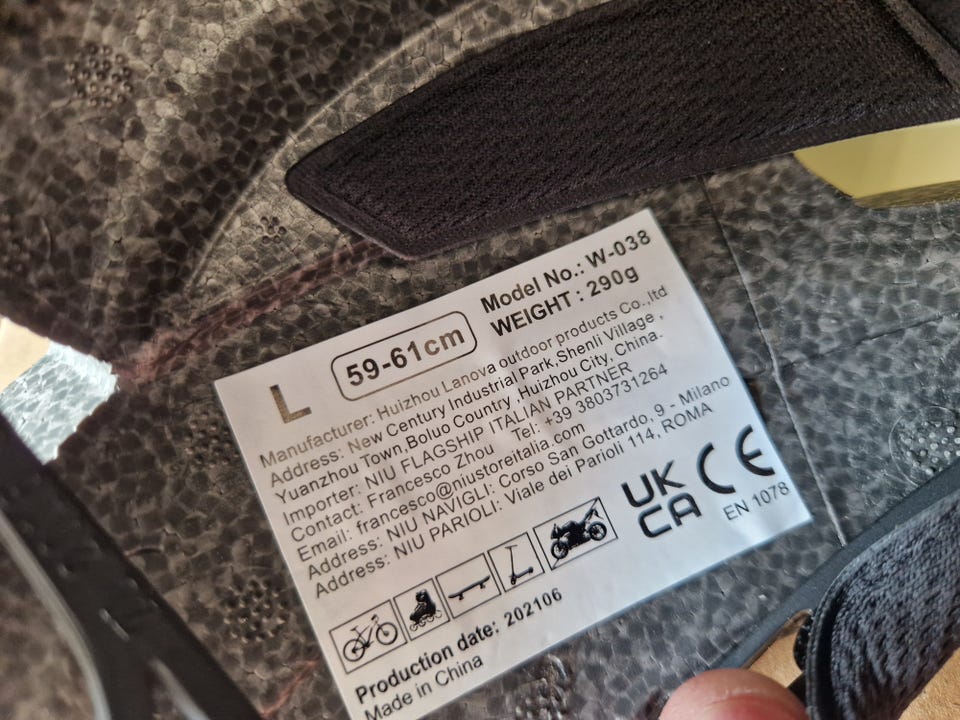 L
59-61cm
Model No.: W-038
WEIGHT : 290g
Manufacturer: Huizhou Lanova outdoor products Co.,ltd
Address: New Century Industrial Park,Shenli Village ,
Yuanzhou Town,Boluo Country ,Huizhou City, China.
Importer: NIU FLAGSHIP ITALIAN PARTNER
Contact: Francesco Zhou Tel: +39 3803731264
Email: francesco@niustoreitalia.com
Address: NIU NAVIGLI: Corso San Gottardo, 9 - Milano
Address: NIU PARIOLI: Viale dei Parioli 114, ROMA
UK
CA
CE
EN 1078
Production date: 202106
Made in China